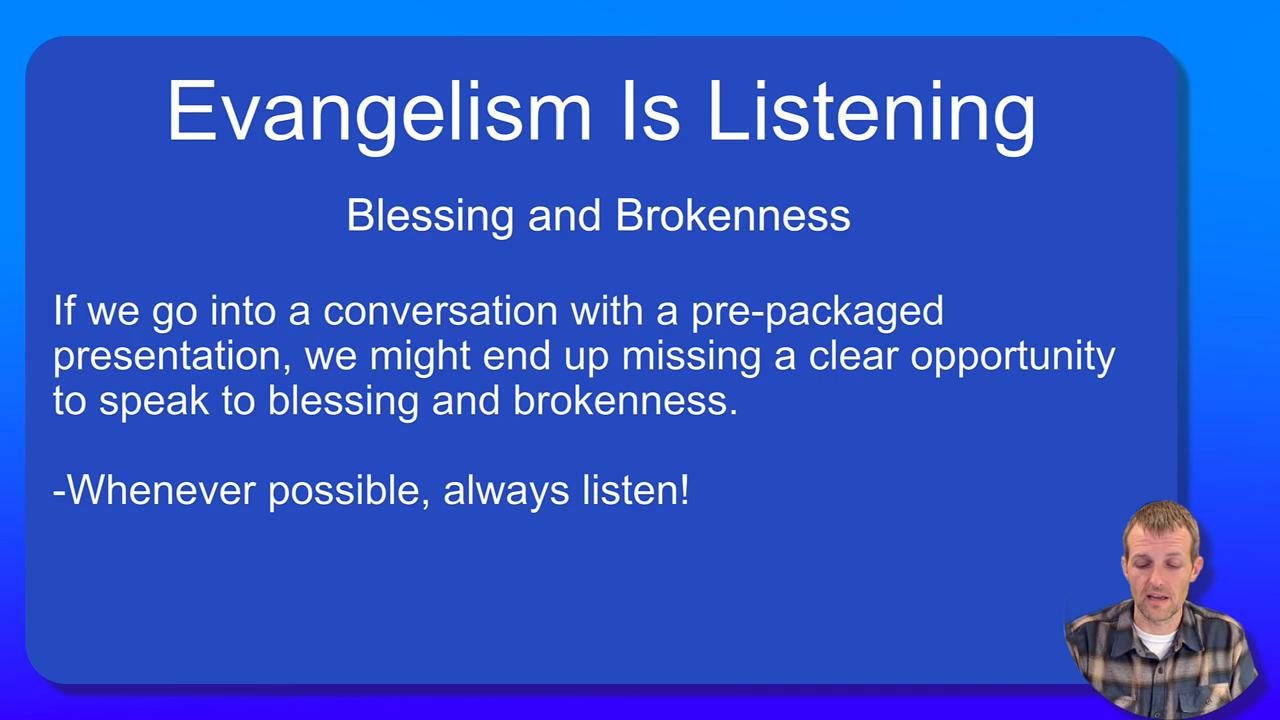 Evangelism Is Listening
Blessing and Brokenness
If we go into a conversation with a pre-packaged
presentation, we might end up missing a clear opportunity
to speak to blessing and brokenness.
-Whenever possible, always listen!